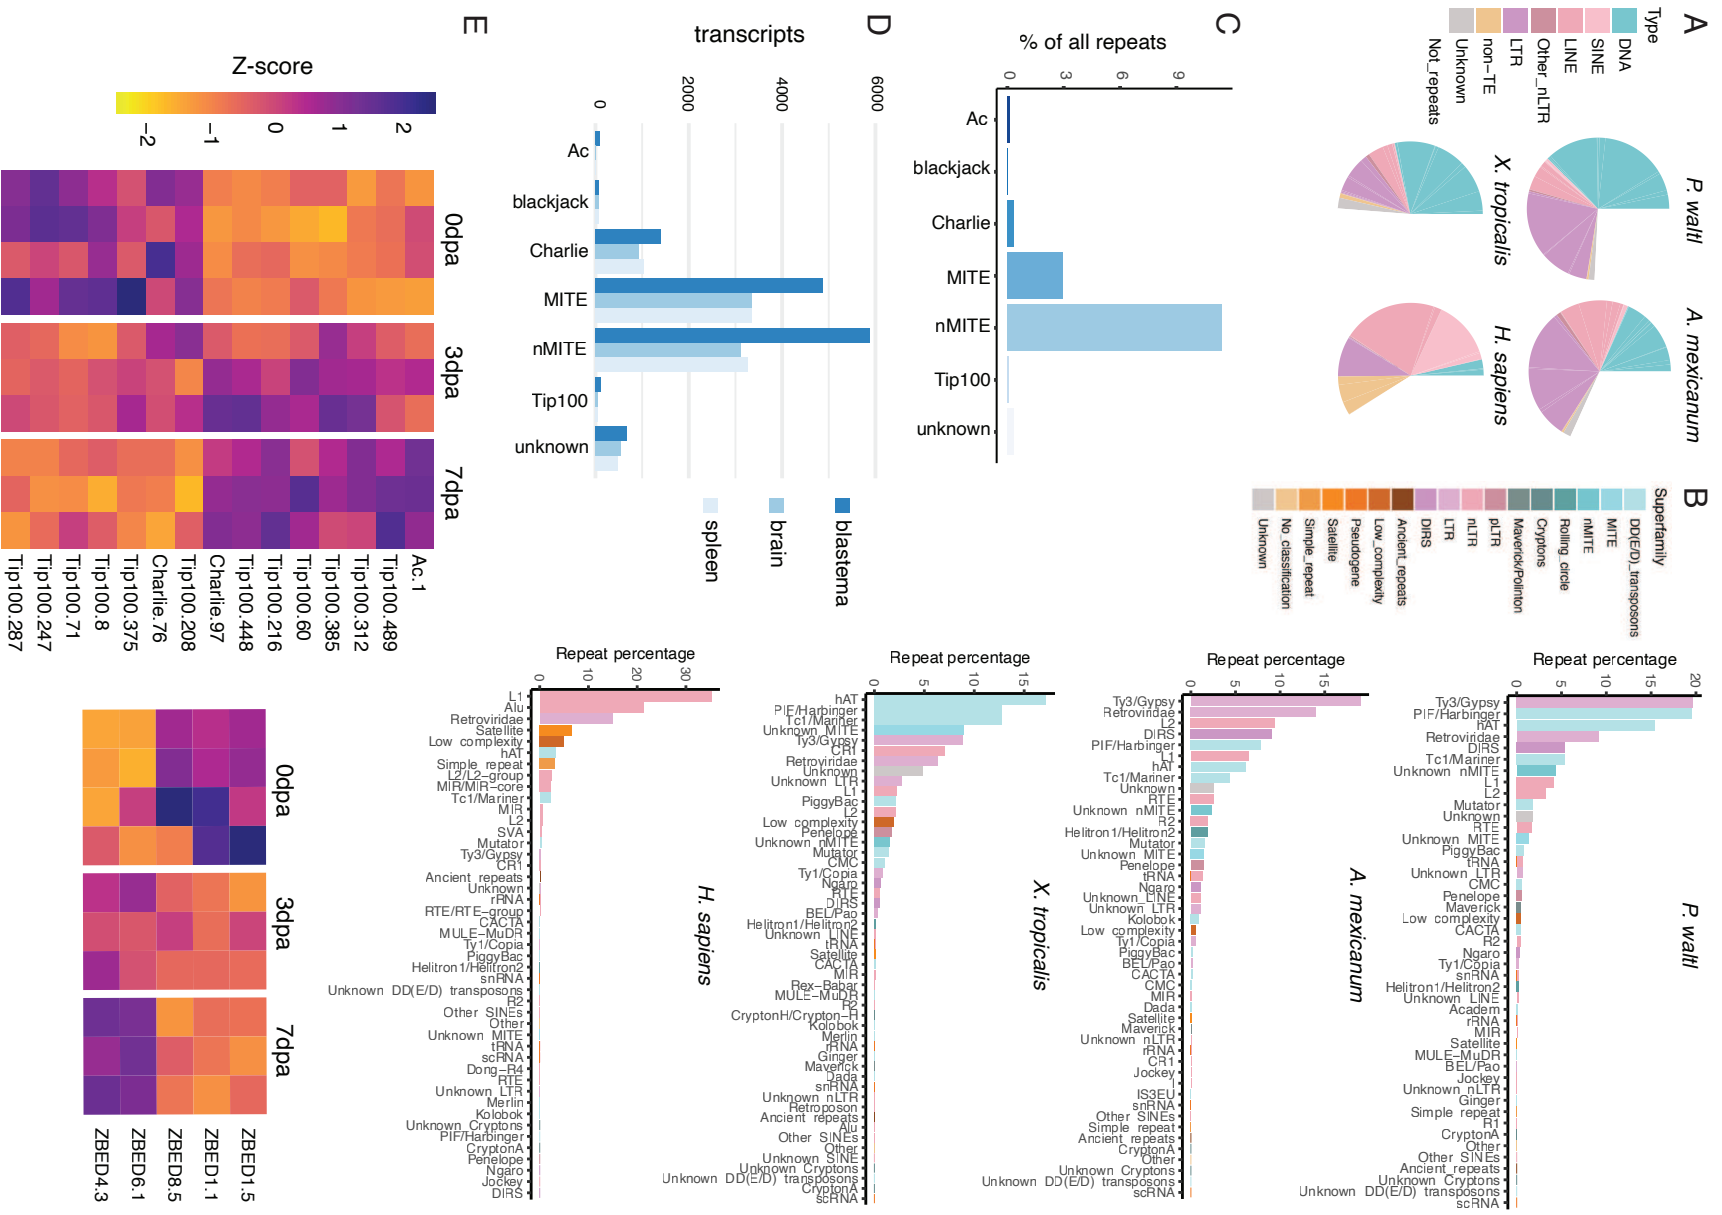 A
Type
DNA
SINE
LINE
Other_nLTR
LTR
non-TE
Unknown
Not_repeats
P. waltl
A. mexicanum
X. tropicalis
H. sapiens
B
Superfamily
DD(E/D)_transposons
MITE
nMITE
Rolling_circle
Cryptons
Maverick/Polinton
pLTR
nLTR
LTR
DIRS
Ancient_repeats
Low_complexity
Pseudogene
Satellite
Simple_repeat
No_classification
Unknown
P. waltl
Repeat percentage
0 5 10 15 20
Ty3/Gypsy
PIF/Harbinger
hAT
Retroviridae
DIRS
Tc1/Mariner
Unknown nMITE
L1
L2
Mutator
Unknown
RTE
Unknown MITE
PiggyBac
tRNA
Unknown LTR
CMC
Penelope
Maverick
Low complexity
CACTA
R2
Ngaro
Ty1/Copia
snRNA
Helitron1/Helitron2
Unknown LINE
Academ
rRNA
MIR
Satellite
MULE-MuDR
BEL/Pao
Jockey
Unknown nLTR
Ginger
Simple repeat
R1
CryptonA
Other
Other SINEs
Ancient repeats
Unknown Cryptons
Unknown DD(E/D) transposons
scRNA
A. mexicanum
Repeat percentage
0 5 10 15
Ty3/Gypsy
Retroviridae
L2
DIRS
PIF/Harbinger
L1
hAT
Tc1/Mariner
Unknown
RTE
Unknown nMITE
R2
Helitron1/Helitron2
Mutator
Unknown MITE
Penelope
tRNA
Ngaro
Unknown LINE
Unknown LTR
Kolobok
Low complexity
Ty1/Copia
PiggyBac
BEL/Pao
CACTA
CMC
MIR
Dada
Satellite
Maverick
Unknown nLTR
rRNA
CR1
Jockey
I
IS3EU
snRNA
Other SINEs
Simple repeat
Ancient repeats
CryptonA
Other
Unknown Cryptons
Unknown DD(E/D) transposons
scRNA
X. tropicalis
Repeat percentage
0 5 10 15
hAT
PIF/Harbinger
Tc1/Mariner
Unknown MITE
Ty3/Gypsy
CR1
Retroviridae
Unknown
Unknown LTR
L1
PiggyBac
L2
Low complexity
Penelope
Unknown nMITE
Mutator
CMC
Ty1/Copia
Ngaro
RTE
DIRS
BEL/Pao
Helitron1/Helitron2
Unknown LINE
tRNA
Satellite
CACTA
MIR
Rex-Babar
MULE-MuDR
R2
CryptonH/Crypton-H
Kolobok
Merlin
rRNA
Ginger
Maverick
Dada
snRNA
Unknown nLTR
Retroposon
Ancient repeats
Alu
Other SINEs
Other
Unknown SINE
Unknown Cryptons
Unknown DD(E/D) transposons
CryptonA
scRNA
H. sapiens
Repeat percentage
0 10 20 30
L1
Alu
Retroviridae
Satellite
Low complexity
hAT
Simple repeat
L2/L2-group
MIR/MIR-core
Tc1/Mariner
MIR
L2
SVA
Mutator
Ty3/Gypsy
CR1
Ancient repeats
Unknown
rRNA
RTE/RTE-group
CACTA
MULE-MuDR
Ty1/Copia
PiggyBac
Helitron1/Helitron2
snRNA
Unknown DD(E/D) transposons
R2
Other SINEs
Other
Unknown MITE
tRNA
scRNA
Dong-R4
RTE
Unknown LTR
Merlin
Kolobok
Unknown Cryptons
PIF/Harbinger
CryptonA
Penelope
Ngaro
Jockey
DIRS
C
% of all repeats
0 3 6 9
Ac
blackjack
Charlie
MITE
nMITE
Tip100
unknown
D
transcripts
0 2000 4000 6000
Ac
blackjack
Charlie
MITE
nMITE
Tip100
unknown
blastema
brain
spleen
E
Z-score
2 1 0 -1 -2
0dpa 3dpa 7dpa
Ac.1
Tip100.489
Tip100.312
Tip100.385
Tip100.60
Tip100.216
Tip100.448
Charlie.97
Tip100.208
Charlie.76
Tip100.375
Tip100.8
Tip100.71
Tip100.247
Tip100.287
0dpa 3dpa 7dpa
ZBED1.5
ZBED1.1
ZBED8.5
ZBED6.1
ZBED4.3